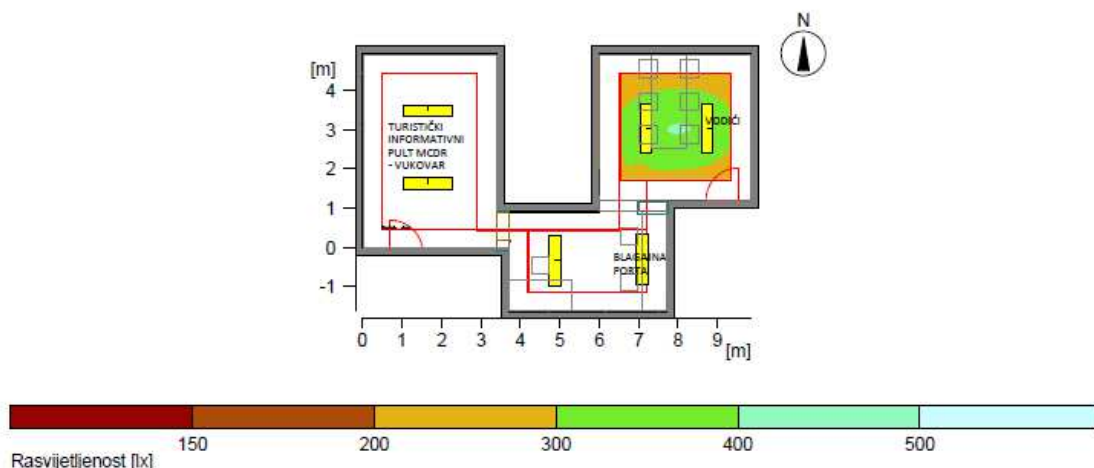 N
[m]
4
3
2
1
0
-1
TURISTIČKI
INFORMATIVNI
PULT MCDR
- VUKOVAR
VODIČI
BLAGAJNA
PORTA
0 1 2 3 4 5 6 7 8 9 [m]
150 200 300 400 500
Rasvijetljenost [lx]